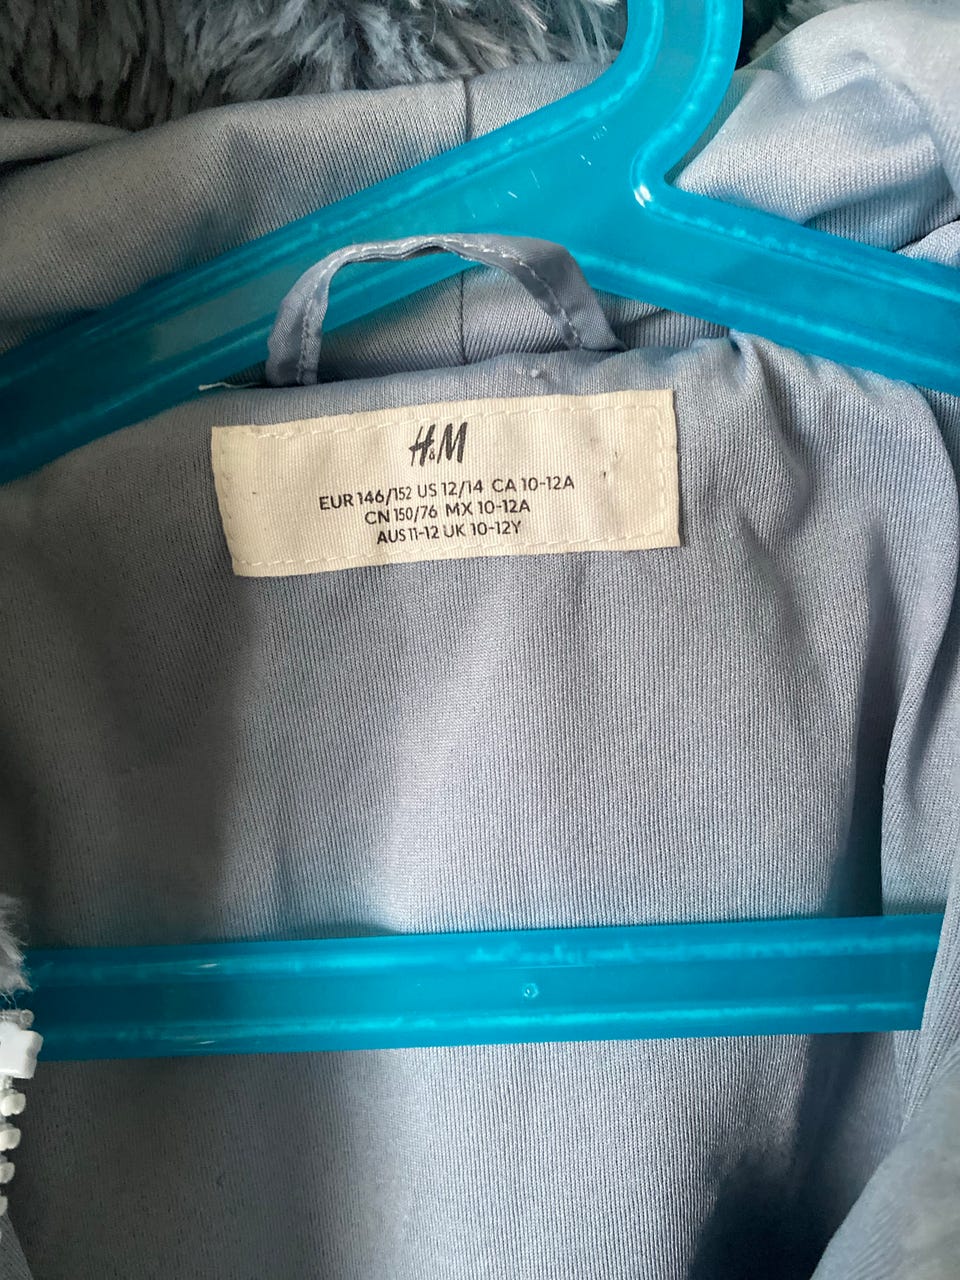 H&M
EUR 146/152 US 12/14 CA 10-12A
CN 150/76 MX 10-12A
AUS 11-12 UK 10-12Y